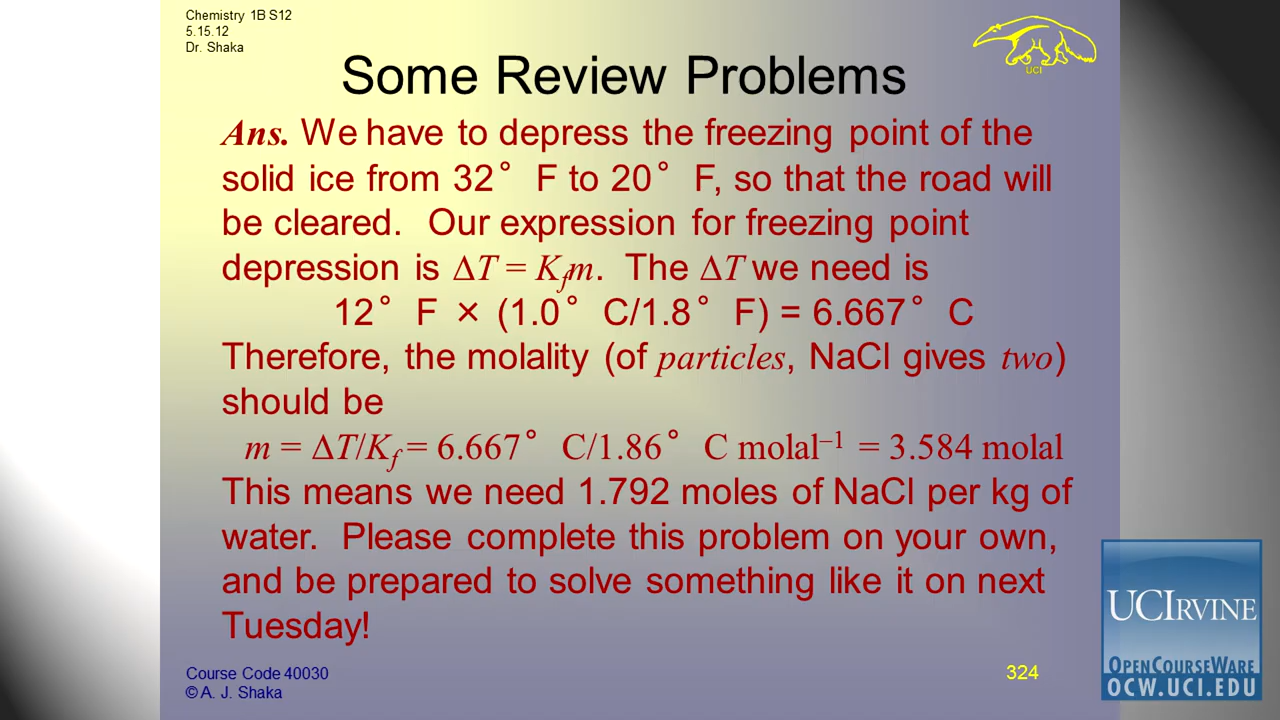 Chemistry 1B S12
5.15.12
Dr. Shaka
UCI
Some Review Problems
Ans. We have to depress the freezing point of the
solid ice from 32° F to 20° F, so that the road will
be cleared. Our expression for freezing point
depression is ΔT = Kfm. The ΔT we need is
12° F × (1.0° C/1.8° F) = 6.667° C
Therefore, the molality (of particles, NaCl gives two)
should be
m = ΔT/Kf = 6.667° C/1.86° C molal–1 = 3.584 molal
This means we need 1.792 moles of NaCl per kg of
water. Please complete this problem on your own,
and be prepared to solve something like it on next
Tuesday!
Course Code 40030
© A. J. Shaka
324
UCIRVINE
OPENCOURSEWARE
OCW.UCI.EDU